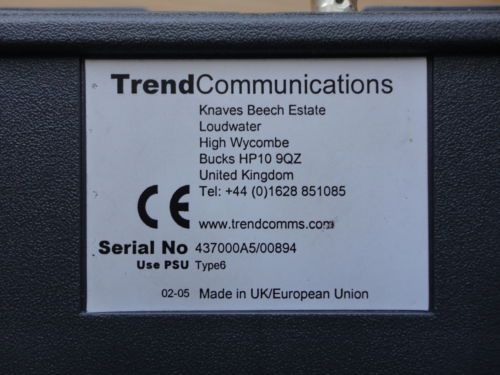 TrendCommunications
Knaves Beech Estate
Loudwater
High Wycombe
Bucks HP10 9QZ
United Kingdom
Tel: +44 (0)1628 851085
CE
www.trendcomms.com
Serial No 437000A5/00894
Use PSU Type6
02-05 Made in UK/European Union